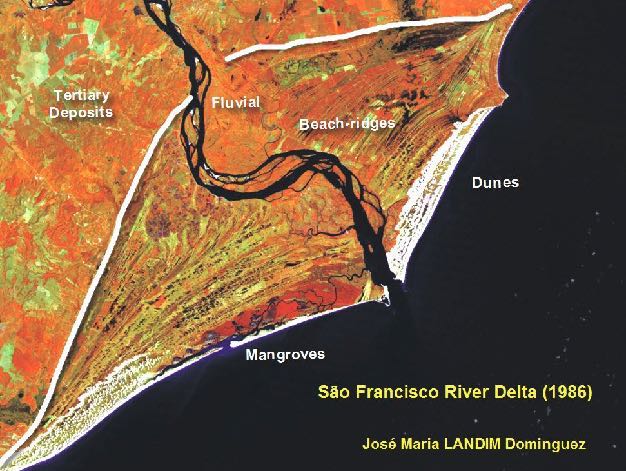 Tertiary
Deposits
Fluvial
Beach-ridges
Dunes
Mangroves
São Francisco River Delta (1986)
José Maria LANDIM Dominguez